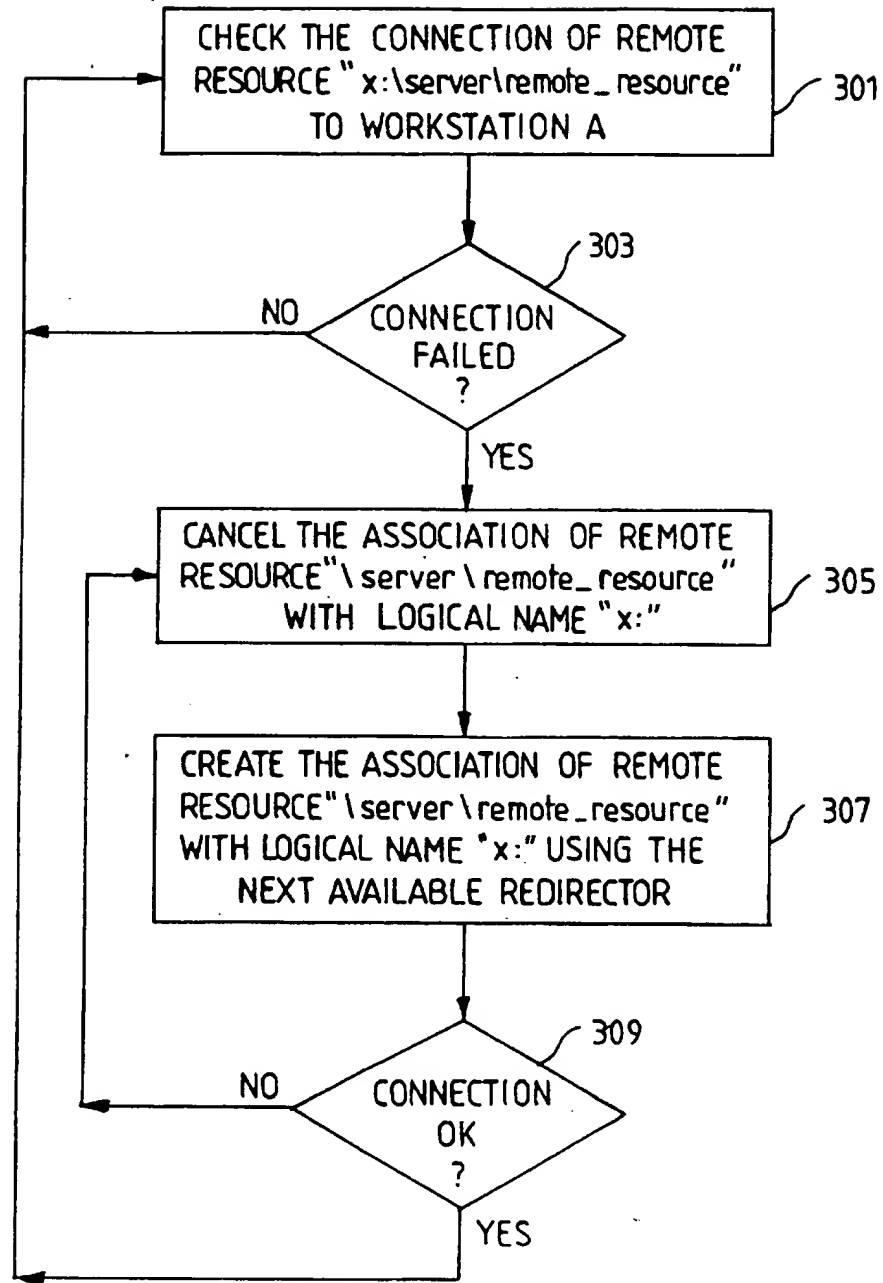 CHECK THE CONNECTION OF REMOTE
RESOURCE "x:\server\remote_resource"
TO WORKSTATION A
301
303
NO
CONNECTION
FAILED
?
YES
CANCEL THE ASSOCIATION OF REMOTE
RESOURCE "\server\remote_resource"
WITH LOGICAL NAME "x:"
305
CREATE THE ASSOCIATION OF REMOTE
RESOURCE "\server\remote_resource"
WITH LOGICAL NAME "x:" USING THE
NEXT AVAILABLE REDIRECTOR
307
309
NO
CONNECTION
OK
?
YES